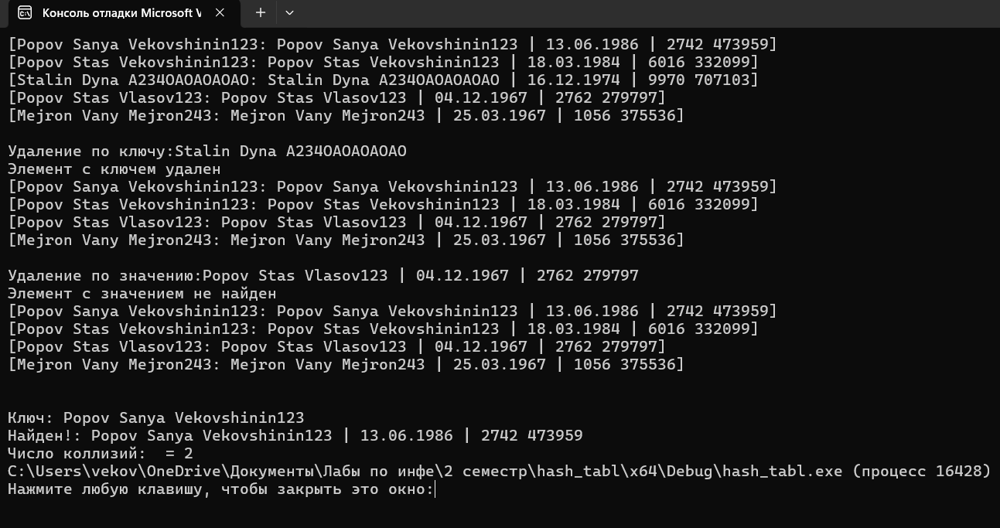 Консоль отладки Microsoft V
[Popov Sanya Vekovshinin123: Popov Sanya Vekovshinin123 | 13.06.1986 | 2742 473959]
[Popov Stas Vekovshinin123: Popov Stas Vekovshinin123 | 18.03.1984 | 6016 332099]
[Stalin Dyna A234OAOAOAOAO: Stalin Dyna A234OAOAOAOAO | 16.12.1974 | 9970 707103]
[Popov Stas Vlasov123: Popov Stas Vlasov123 | 04.12.1967 | 2762 279797]
[Mejron Vany Mejron243: Mejron Vany Mejron243 | 25.03.1967 | 1056 375536]
Удаление по ключу:Stalin Dyna A234OAOAOAOAO
Элемент с ключем удален
[Popov Sanya Vekovshinin123: Popov Sanya Vekovshinin123 | 13.06.1986 | 2742 473959]
[Popov Stas Vekovshinin123: Popov Stas Vekovshinin123 | 18.03.1984 | 6016 332099]
[Popov Stas Vlasov123: Popov Stas Vlasov123 | 04.12.1967 | 2762 279797]
[Mejron Vany Mejron243: Mejron Vany Mejron243 | 25.03.1967 | 1056 375536]
Удаление по значению:Popov Stas Vlasov123 | 04.12.1967 | 2762 279797
Элемент с значением не найден
[Popov Sanya Vekovshinin123: Popov Sanya Vekovshinin123 | 13.06.1986 | 2742 473959]
[Popov Stas Vekovshinin123: Popov Stas Vekovshinin123 | 18.03.1984 | 6016 332099]
[Popov Stas Vlasov123: Popov Stas Vlasov123 | 04.12.1967 | 2762 279797]
[Mejron Vany Mejron243: Mejron Vany Mejron243 | 25.03.1967 | 1056 375536]
Ключ: Popov Sanya Vekovshinin123
Найден!: Popov Sanya Vekovshinin123 | 13.06.1986 | 2742 473959
Число коллизий:  = 2
C:\Users\vekov\OneDrive\Документы\Лабы по инфе\2 семестр\hash_tabl\x64\Debug\hash_tabl.exe (процесс 16428)
Нажмите любую клавишу, чтобы закрыть это окно: